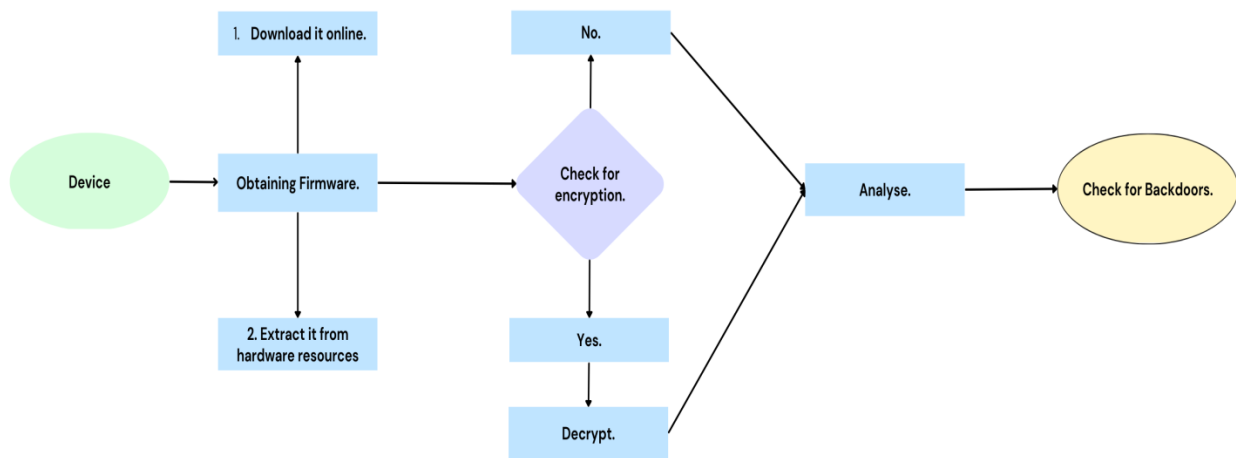 Device
1. Download it online.
Obtaining Firmware.
2. Extract it from
hardware resources
No.
Check for
encryption.
Yes.
Decrypt.
Analyse.
Check for Backdoors.